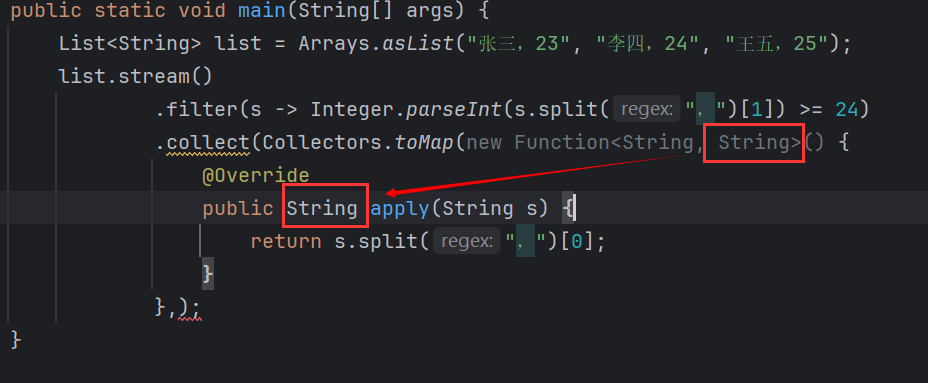 public static void main(String[] args) {
List<String> list = Arrays.asList("张三，23", "李四，24", "王五，25");
list.stream()
.filter(s -> Integer.parseInt(s.split( regex: "，")[1]) >= 24)
.collect(Collectors.toMap(new Function<String, String>() {
@Override
public String apply(String s) {
return s.split( regex: "，")[0];
}
},);
}